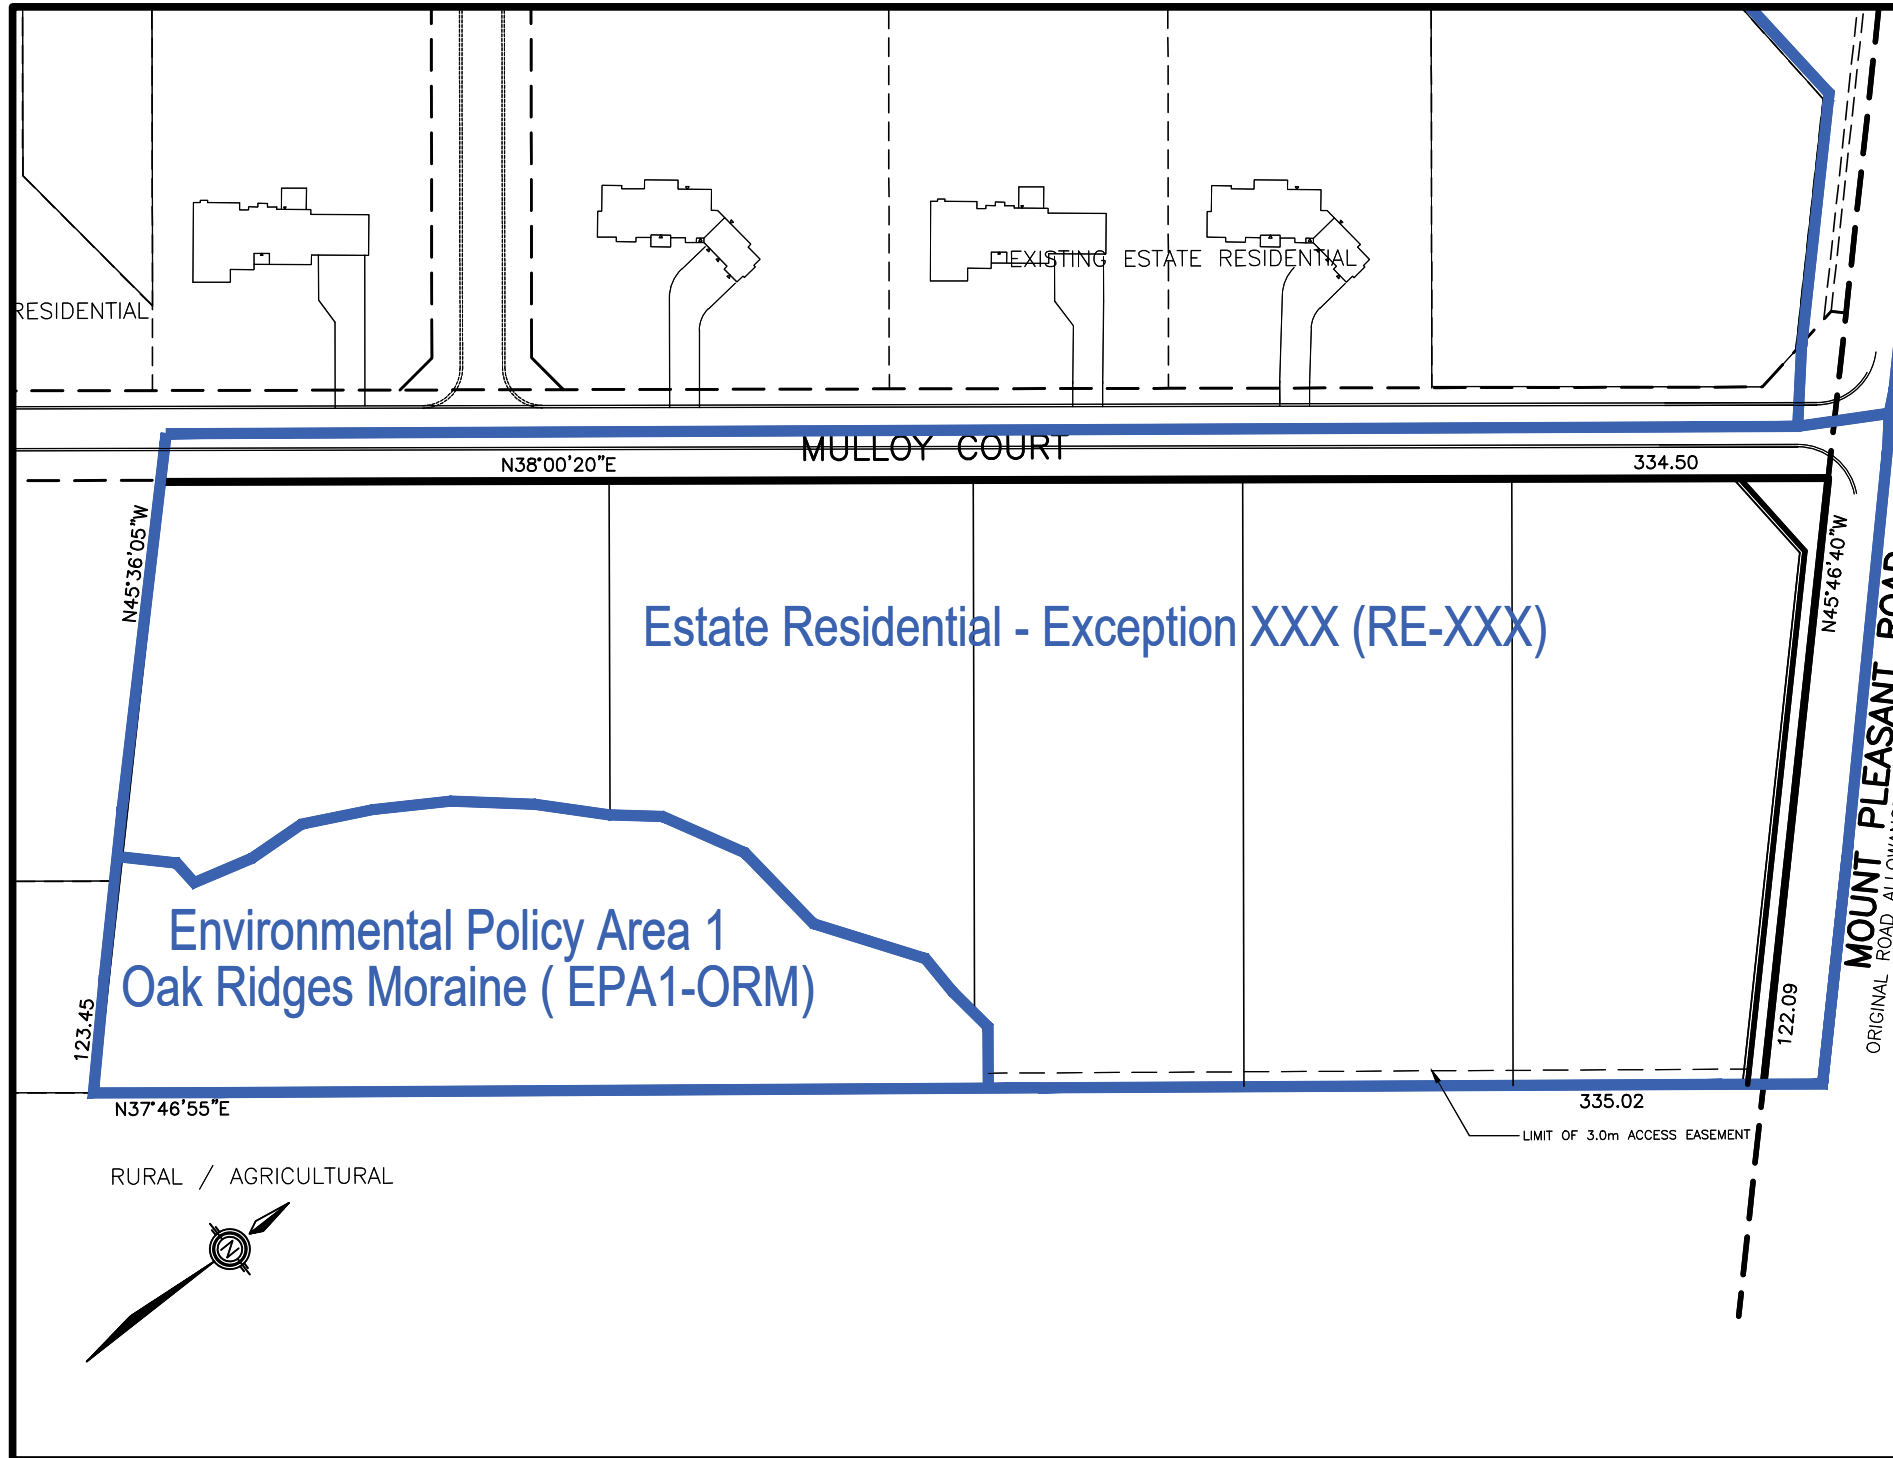 EXISTING ESTATE RESIDENTIAL
RESIDENTIAL
MULLOY COURT
N38°00'20"E
334.50
N45°36'05"W
N45°46'40"W
Estate Residential - Exception XXX (RE-XXX)
MOUNT PLEASANT ROAD
ORIGINAL ROAD
Environmental Policy Area 1
Oak Ridges Moraine ( EPA1-ORM)
123.45
122.09
N37°46'55"E
335.02
LIMIT OF 3.0m ACCESS EASEMENT
RURAL / AGRICULTURAL
N